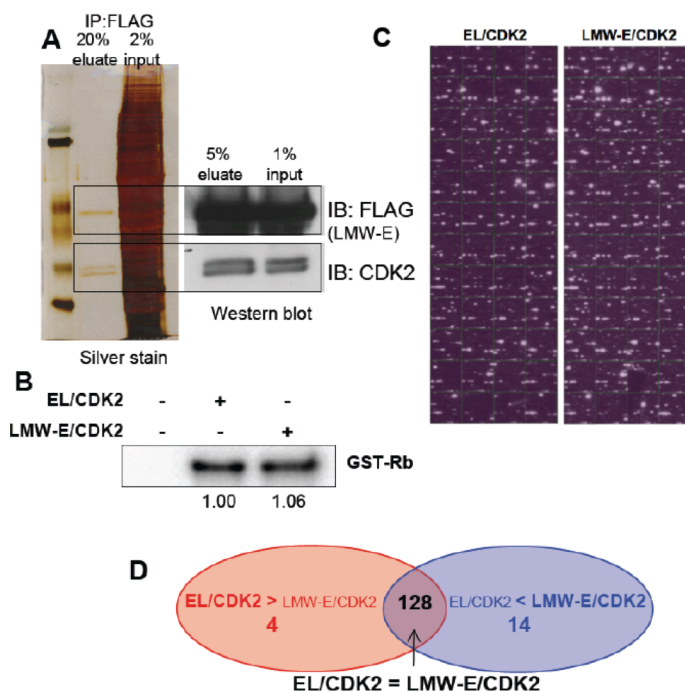 A
IP:FLAG
20% 2%
eluate input
5% 1%
eluate input
IB: FLAG
(LMW-E)
IB: CDK2
Western blot
Silver stain
B
EL/CDK2 - + -
LMW-E/CDK2 - - +
GST-Rb
1.00 1.06
C
EL/CDK2 LMW-E/CDK2
D
EL/CDK2 > LMW-E/CDK2
4
128
EL/CDK2 < LMW-E/CDK2
14
EL/CDK2 = LMW-E/CDK2